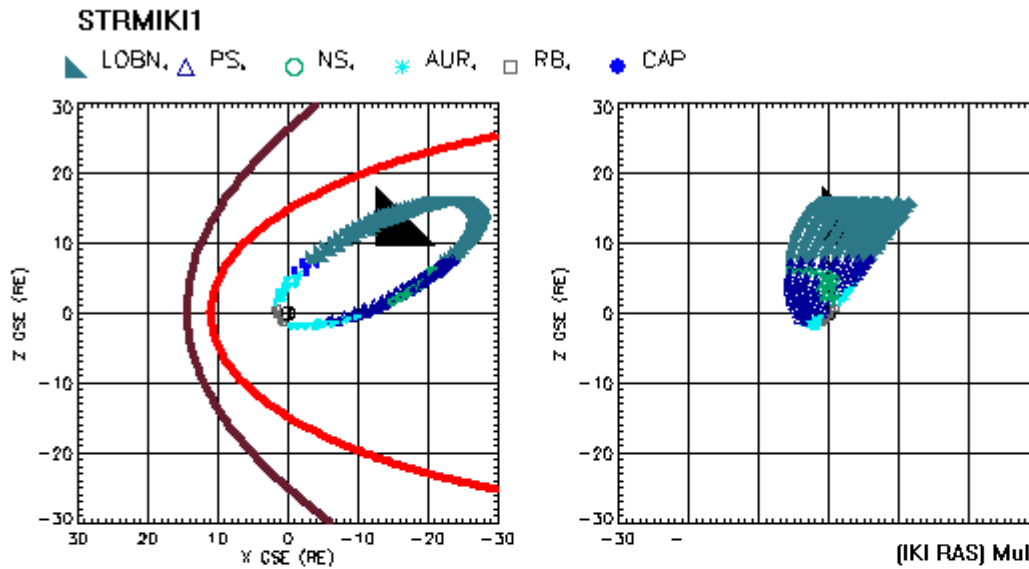 STRMIKI1
LOBN, PS, NS, AUR, RB, CAP
30
20
10
0
-10
-20
-30
Z GSE (RE)
30 20 10 0 -10 -20 -30
X GSE (RE)
30
20
10
0
-10
-20
-30
Z GSE (RE)
-30 -
(IKI RAS) Mul